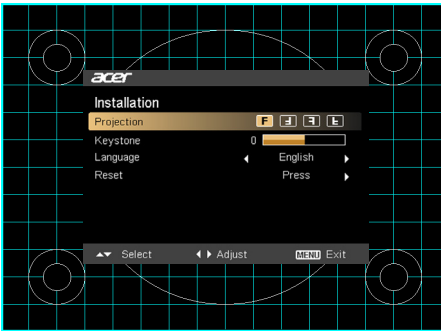 acer
Installation
Projection F
Keystone 0
Language English
Reset Press
Select Adjust MENU Exit